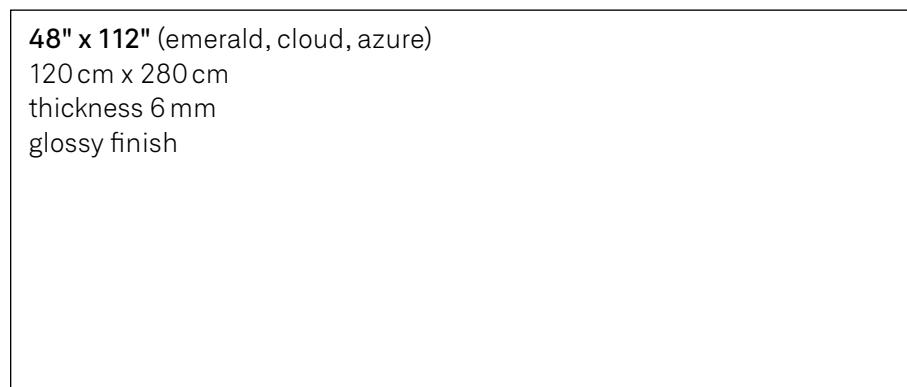 48" x 112" (emerald, cloud, azure)
120 cm x 280 cm
thickness 6 mm
glossy finish